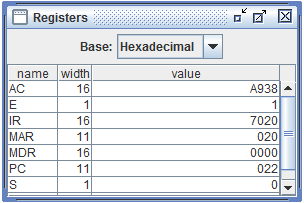 Registers
Base: Hexadecimal
name width value
AC 16 A938
E 1 1
IR 16 7020
MAR 11 020
MDR 16 0000
PC 11 022
S 1 0